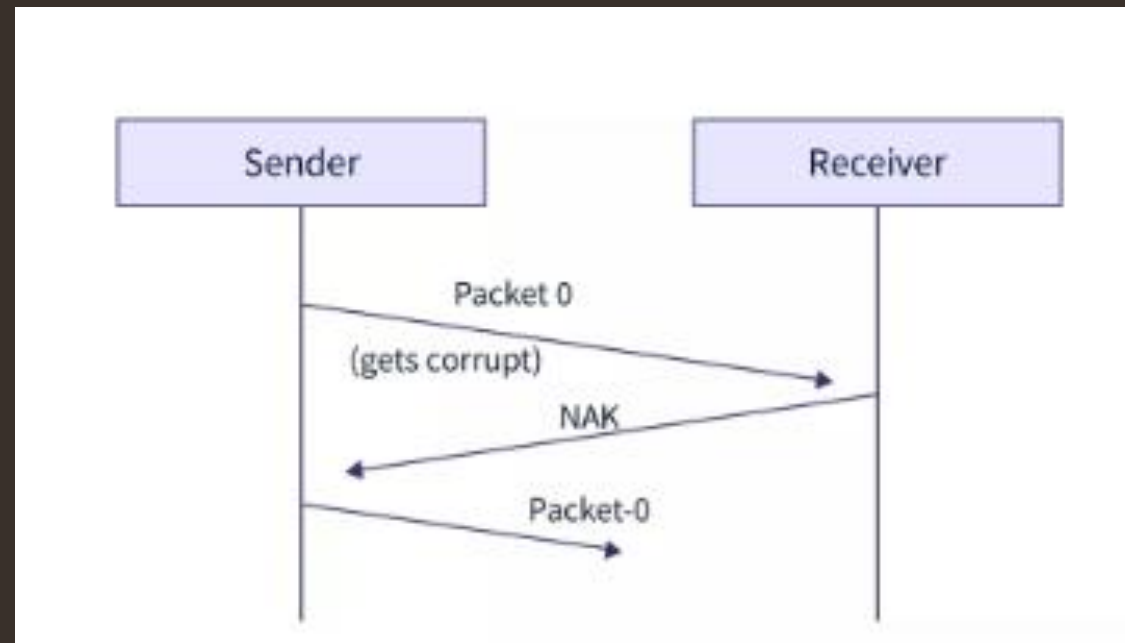 Sender
Receiver
Packet 0
(gets corrupt)
NAK
Packet-0